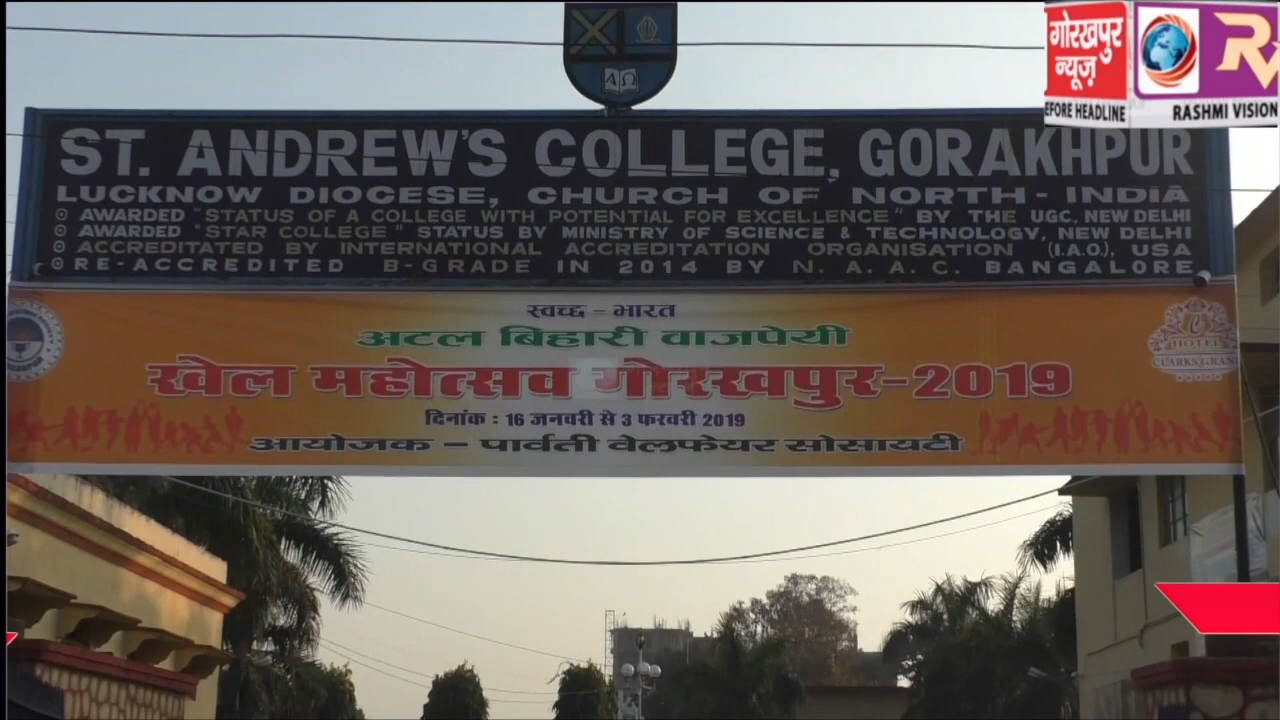 ΑΩ
गोरखपुर
न्यूज़
EFORE HEADLINE
R
RASHMI VISION
ST. ANDREW'S COLLEGE, GORAKHPUR
LUCKNOW DIOCESE, CHURCH OF NORTH-INDIA
AWARDED "STATUS OF A COLLEGE WITH POTENTIAL FOR EXCELLENCE" BY THE UGC, NEW DELHI
AWARDED "STAR COLLEGE" STATUS BY MINISTRY OF SCIENCE & TECHNOLOGY, NEW DELHI
ACCREDITATED BY INTERNATIONAL ACCREDITATION ORGANISATION (I.A.O.), USA
RE-ACCREDITED B-GRADE IN 2014 BY N. A. A. C. BANGALORE
स्वच्छ - भारत
अटल बिहारी वाजपेयी
खेल महोत्सव गोरखपुर-2019
दिनांक : 16 जनवरी से 3 फरवरी 2019
आयोजक - पार्वती वेलफेयर सोसायटी
HOTEL
CLARKS GRAND